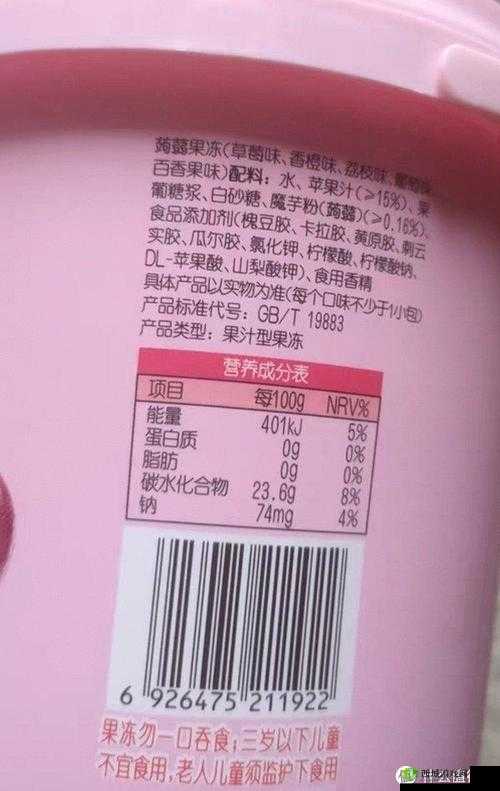 蒟蒻果冻(草莓味、香橙味、荔枝味、葡萄味
百香果味)配料：水、苹果汁(≥15%)、果
葡糖浆、白砂糖、魔芋粉(蒟蒻)(≥0.16%)、
食品添加剂(槐豆胶、卡拉胶、黄原胶、刺云
实胶、瓜尔胶、氯化钾、柠檬酸、柠檬酸钠、
DL-苹果酸、山梨酸钾)、食用香精
具体产品以实物为准(每个口味不少于1小包)
产品标准代号：GB/T 19883
产品类型：果汁型果冻
营养成分表
项目 每100g NRV%
能量 401kJ 5%
蛋白质 0g 0%
脂肪 0g 0%
碳水化合物 23.6g 8%
钠 74mg 4%
6 926475 211922
果冻勿一口吞食；三岁以下儿童
不宜食用，老人儿童须监护下食用